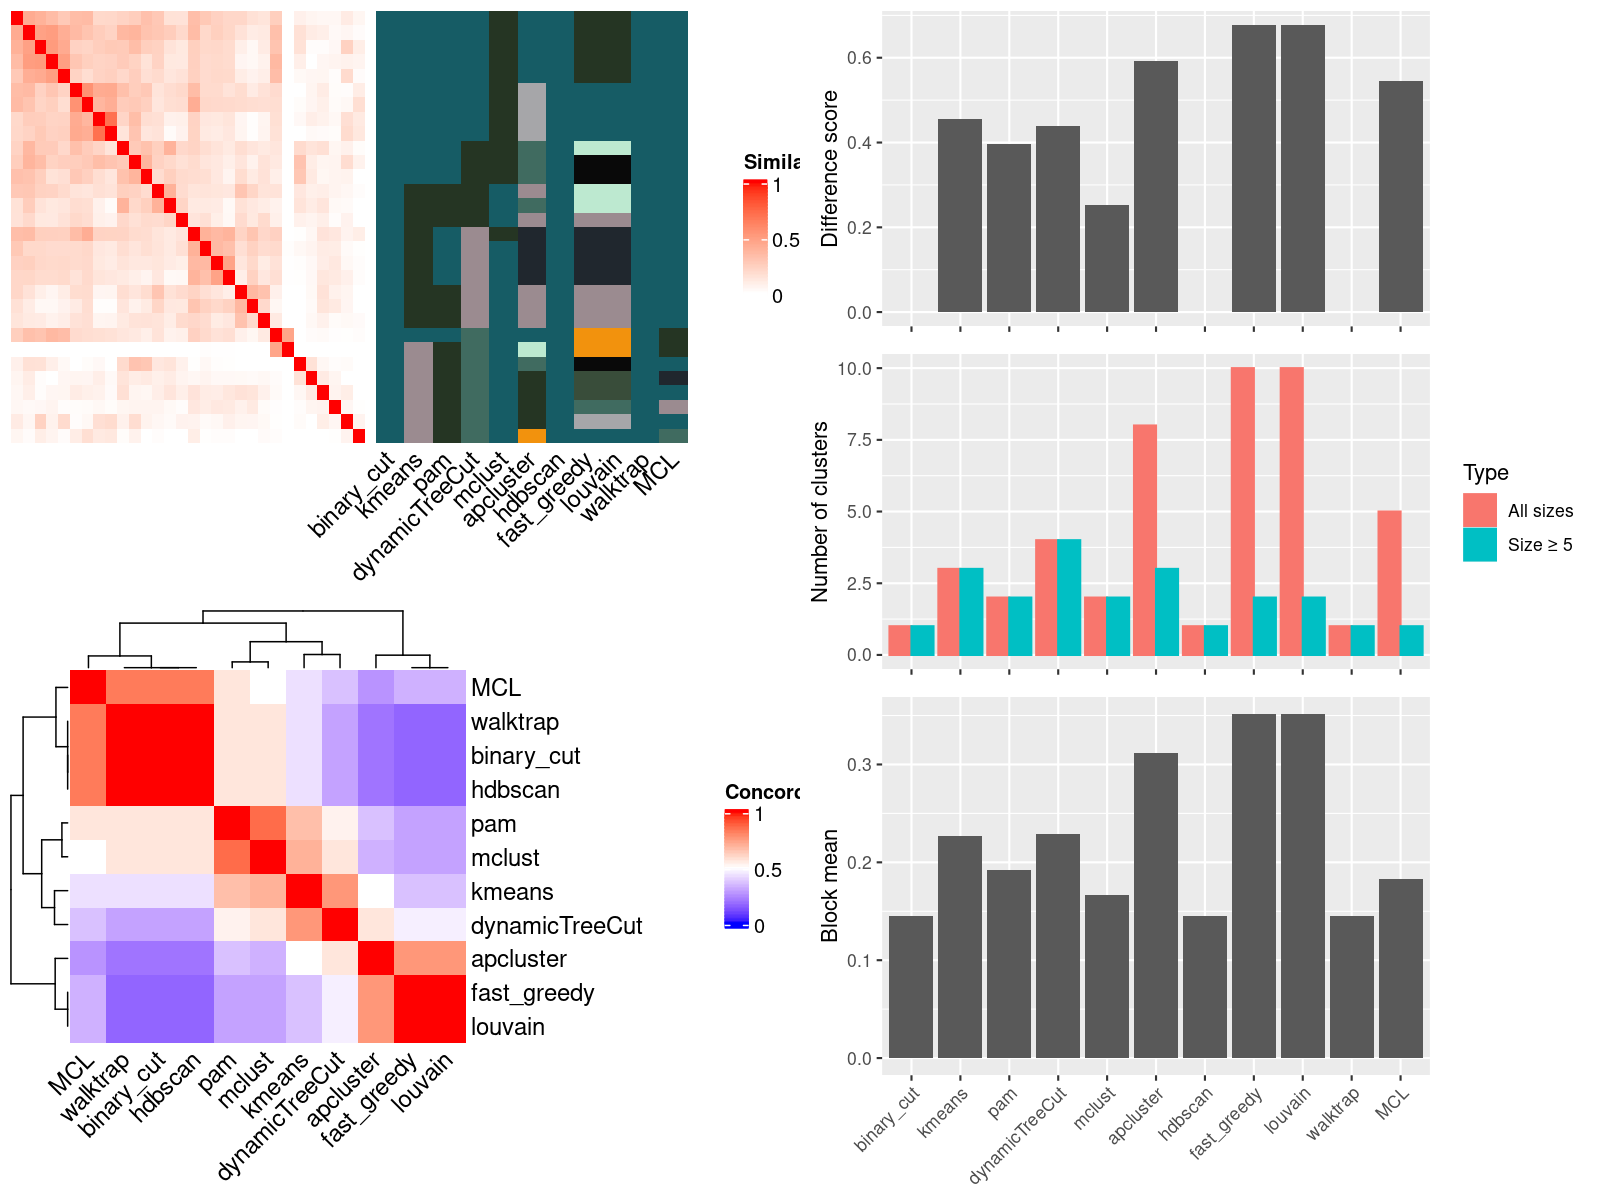 Simila
1
0.5
0
binary_cut
kmeans
pam
dynamicTreeCut
mclust
apcluster
hdbscan
fast_greedy
louvain
walktrap
MCL
Difference score
0.6
0.4
0.2
0.0
Number of clusters
10.0
7.5
5.0
2.5
0.0
Type
All sizes
Size ≥ 5
MCL
walktrap
binary_cut
hdbscan
pam
mclust
kmeans
dynamicTreeCut
apcluster
fast_greedy
louvain
MCL
walktrap
binary_cut
hdbscan
pam
mclust
kmeans
dynamicTreeCut
apcluster
fast_greedy
louvain
Concord
1
0.5
0
Block mean
0.3
0.2
0.1
0.0
binary_cut
kmeans
pam
dynamicTreeCut
mclust
apcluster
hdbscan
fast_greedy
louvain
walktrap
MCL